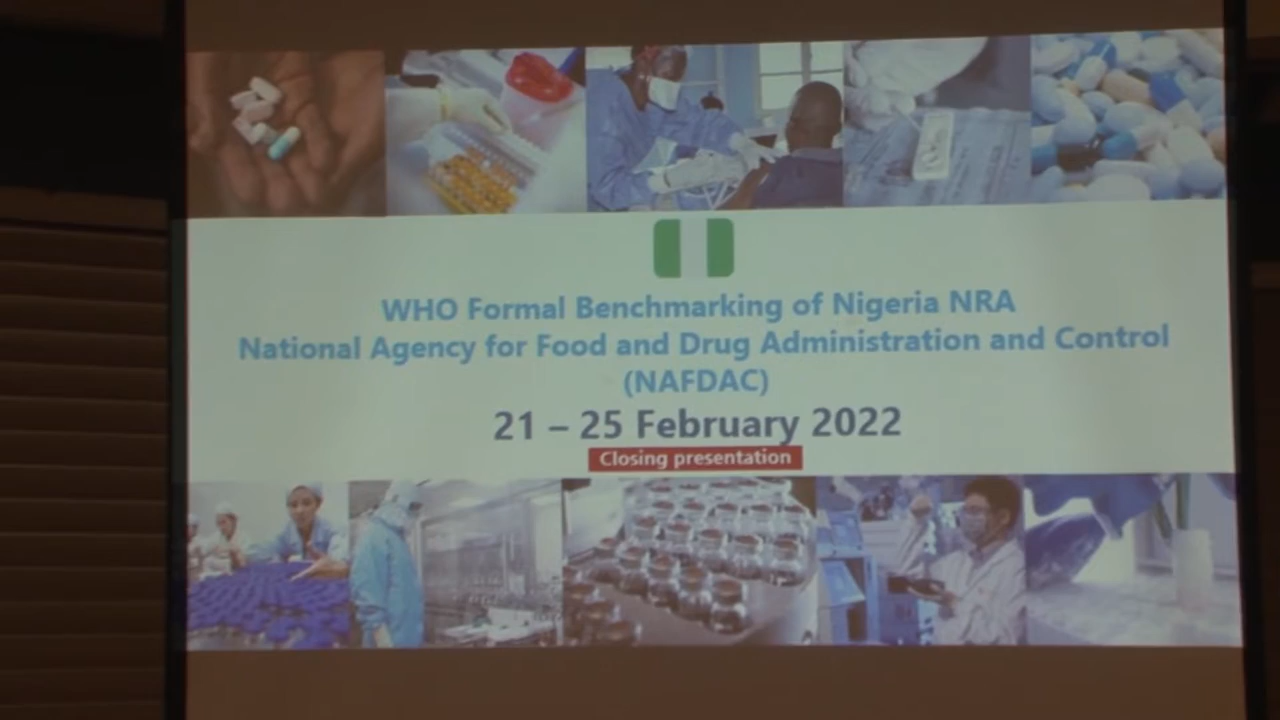 WHO Formal Benchmarking of Nigeria NRA
National Agency for Food and Drug Administration and Control
(NAFDAC)
21 – 25 February 2022
Closing presentation